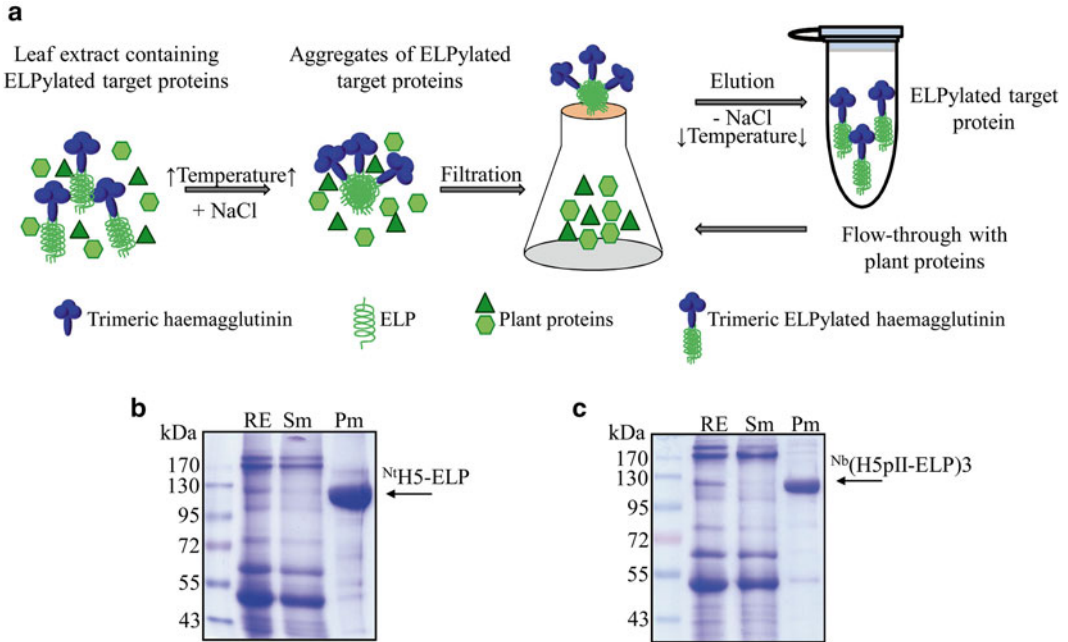 a
Leaf extract containing
ELPylated target proteins
Aggregates of ELPylated
target proteins
↑Temperature↑
+ NaCl
Filtration
Elution
- NaCl
↓Temperature↓
ELPylated target
protein
Flow-through with
plant proteins
Trimeric haemagglutinin
ELP
Plant proteins
Trimeric ELPylated haemagglutinin
b
kDa
RE Sm Pm
170
130
95
72
55
43
NtH5-ELP
c
kDa
RE Sm Pm
170
130
95
72
55
43
Nb(H5pII-ELP)3